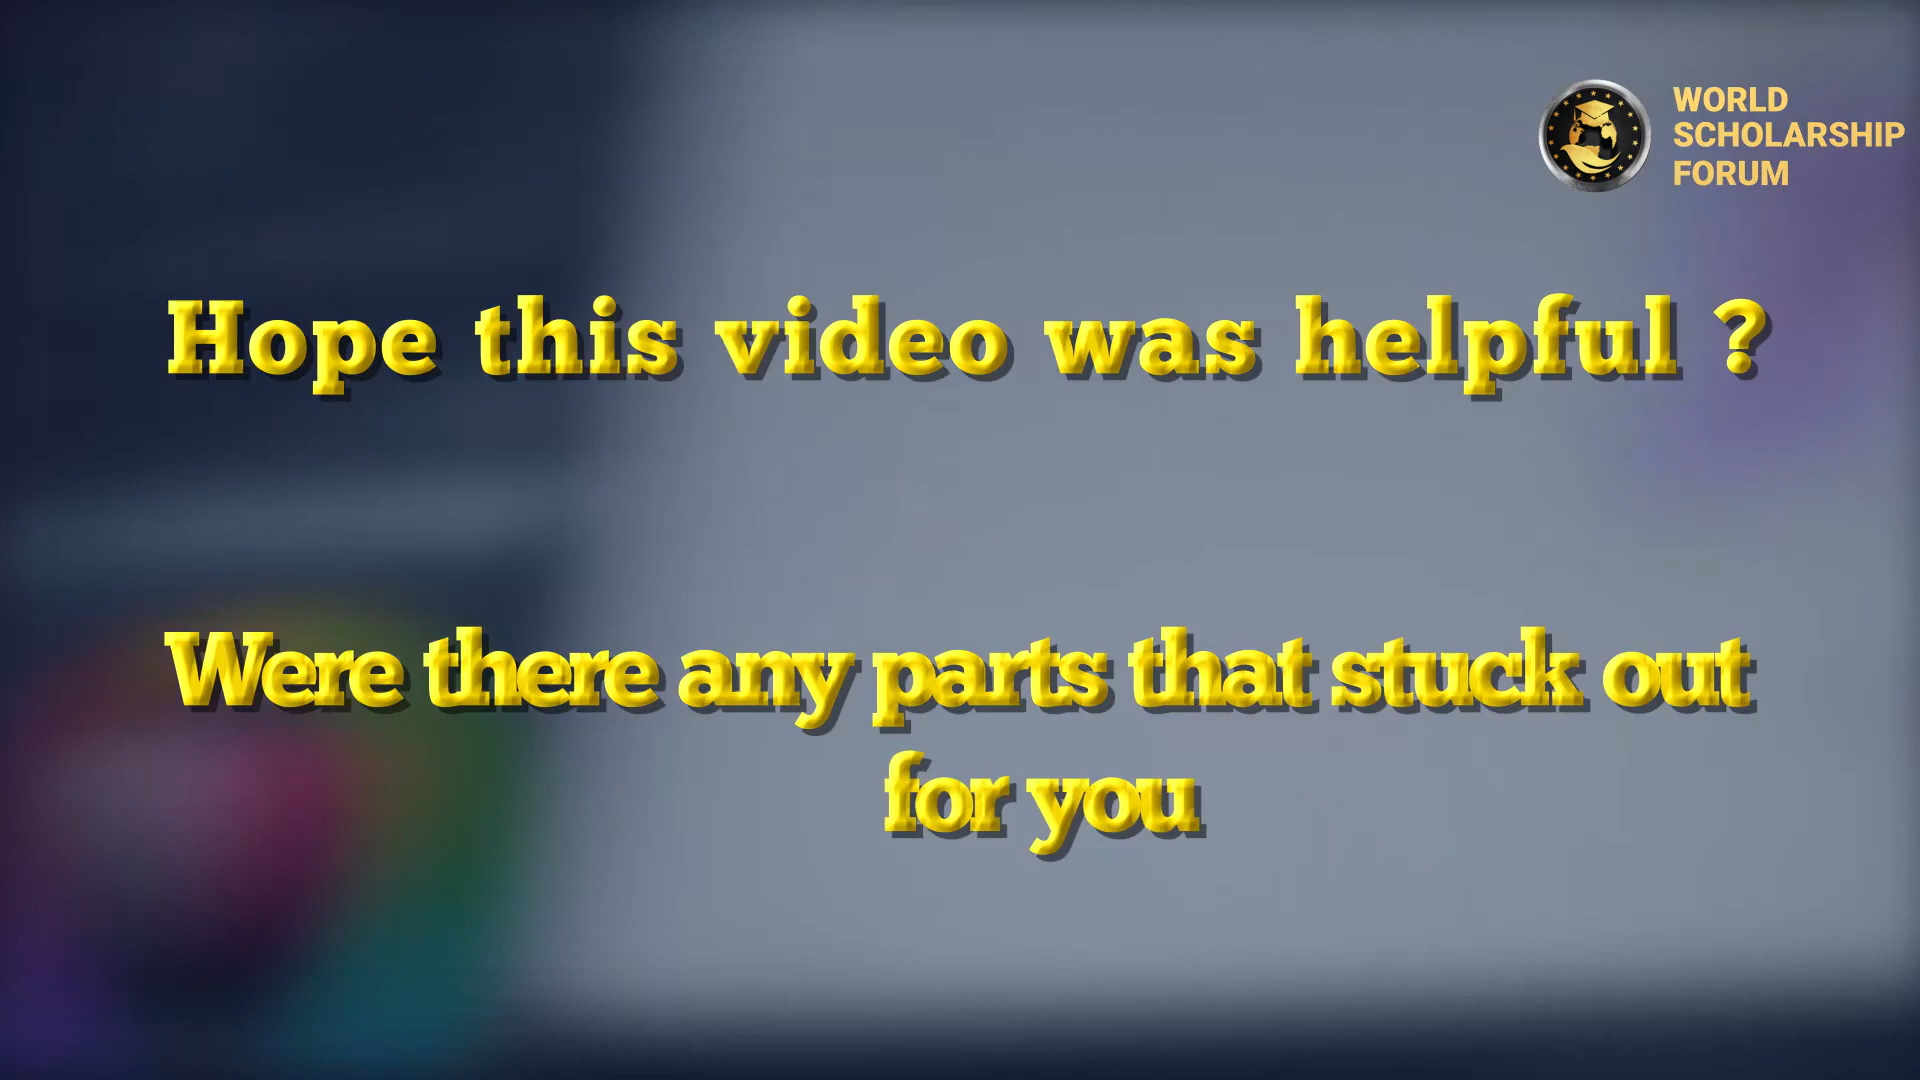 WORLD
SCHOLARSHIP
FORUM
Hope this video was helpful ?
Were there any parts that stuck out
for you